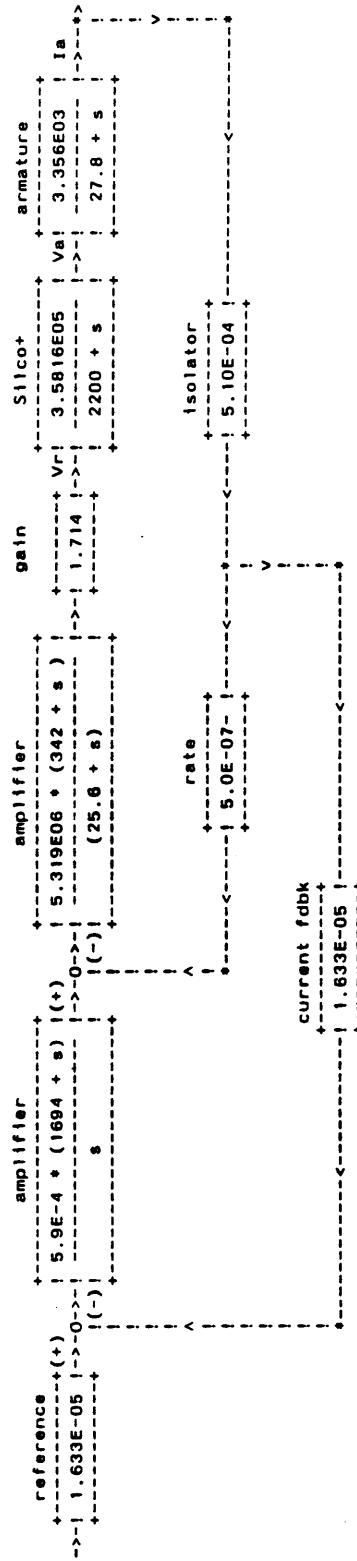 reference
->-! 1.633E-05 !->-O->-!
(+)
(-)
amplifier
5.9E-4 * (1694 + s)
s
(+)
(-)
amplifier
5.319E06 * (342 + s )
(25.6 + s)
gain
1.714
Vr
Silco+
3.5816E05
2200 + s
Va
armature
3.356E03
27.8 + s
Ia
rate
5.0E-07-
isolator
5.10E-04
current fdbk
1.633E-05